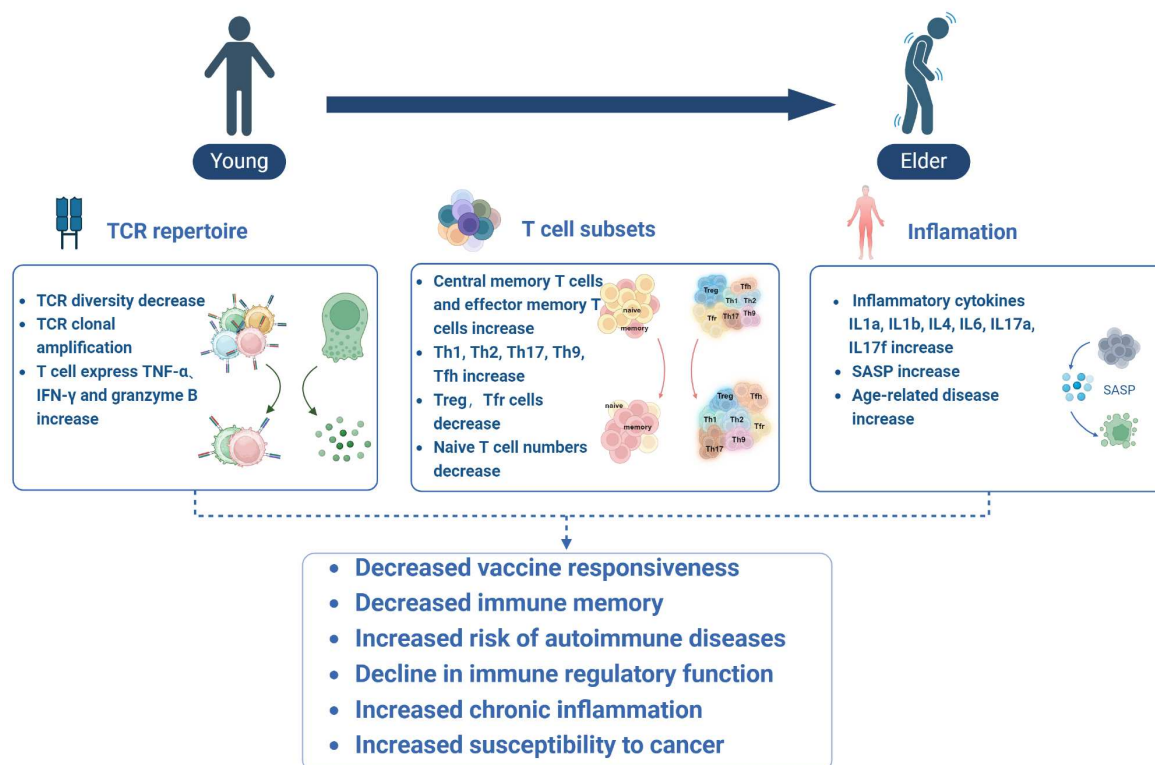 Young
Elder
TCR repertoire
T cell subsets
Inflamation
• TCR diversity decrease
• TCR clonal
amplification
• T cell express TNF-α、
IFN-γ and granzyme B
increase
• Central memory T cells
and effector memory T
cells increase
• Th1, Th2, Th17, Th9,
Tfh increase
• Treg，Tfr cells
decrease
• Naive T cell numbers
decrease
naive
memory
Treg
Tfh
Th1
Th2
Th9
Tfr
Th17
naive
memory
Treg
Tfh
Th1
Th2
Tfr
Th9
Th17
• Inflammatory cytokines
IL1a, IL1b, IL4, IL6, IL17a,
IL17f increase
• SASP increase
• Age-related disease
increase
SASP
• Decreased vaccine responsiveness
• Decreased immune memory
• Increased risk of autoimmune diseases
• Decline in immune regulatory function
• Increased chronic inflammation
• Increased susceptibility to cancer